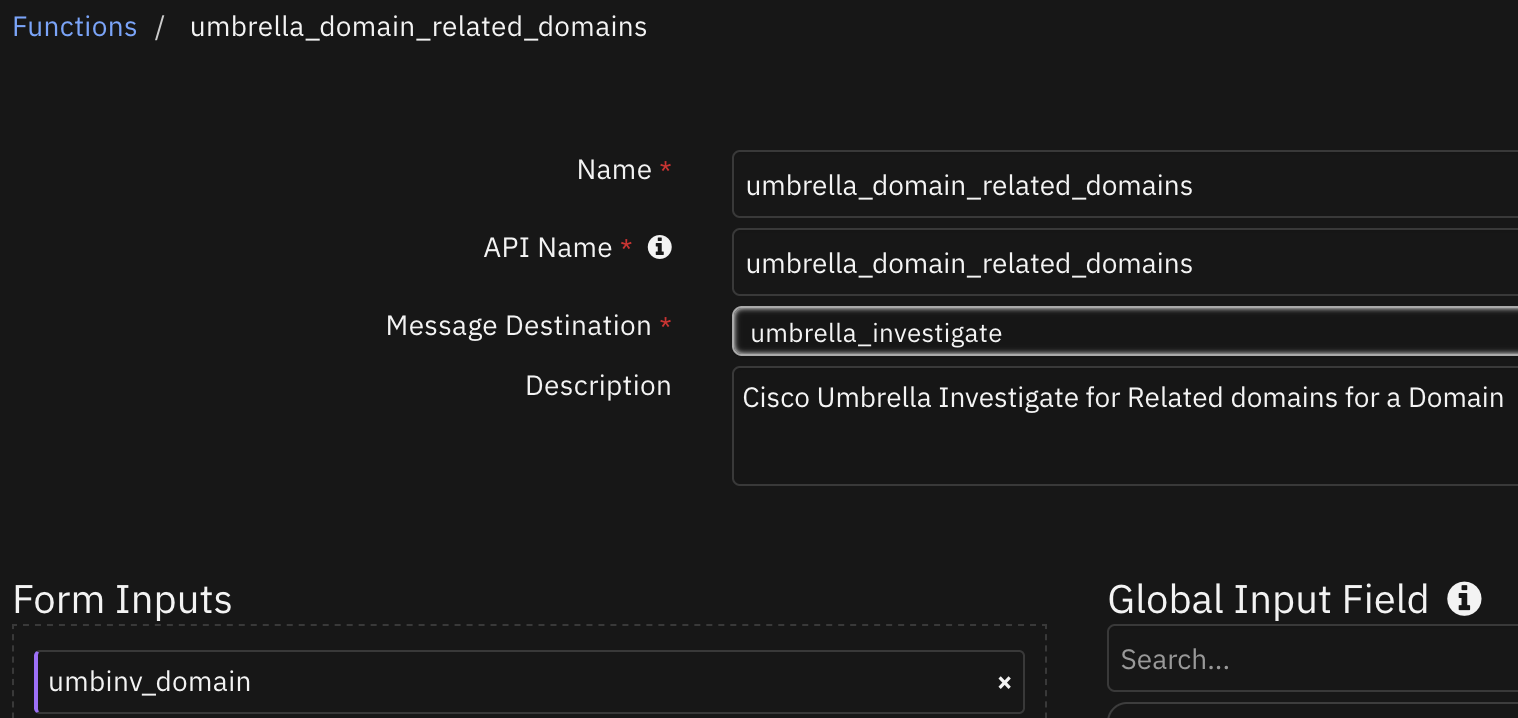 Functions / umbrella_domain_related_domains
Name *
umbrella_domain_related_domains
API Name *
umbrella_domain_related_domains
Message Destination *
umbrella_investigate
Description
Cisco Umbrella Investigate for Related domains for a Domain
Form Inputs
Global Input Field
umbinv_domain ×
Search...